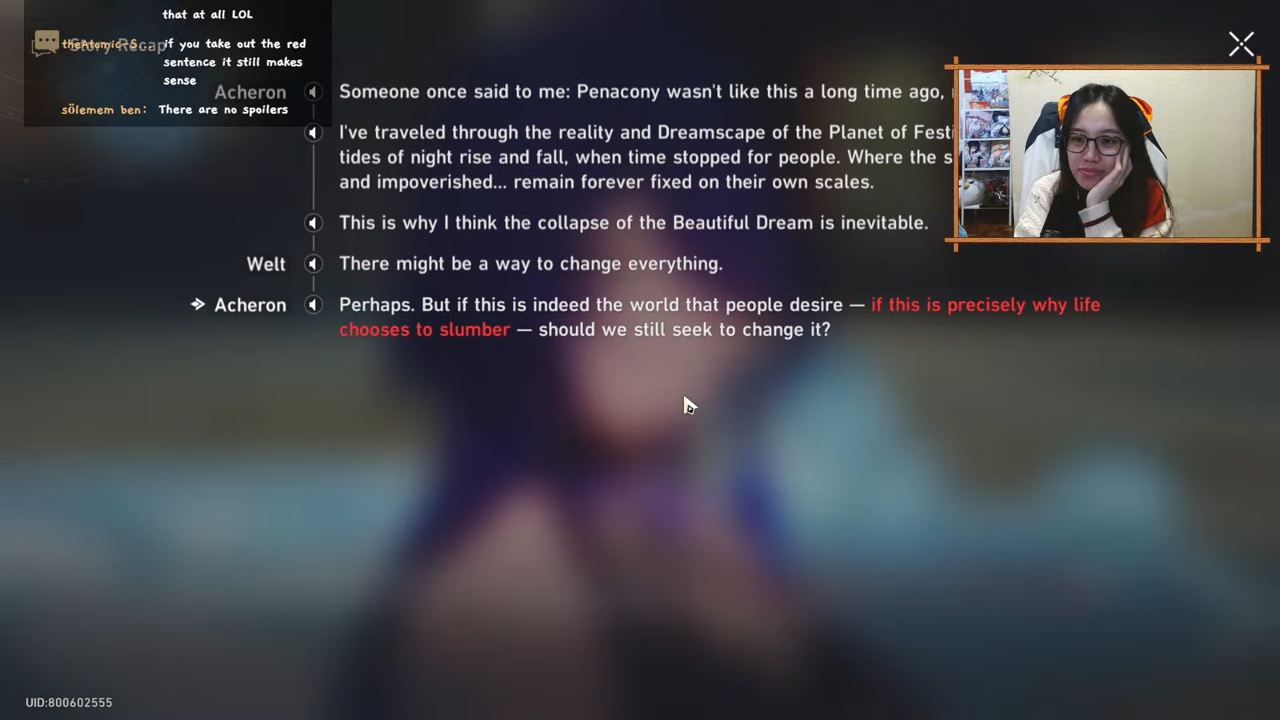 that at all LOL
Story Recap
theAtomic_S... If you take out the red
sentence it still makes
sense
sölemem ben: There are no spoilers
Acheron Someone once said to me: Penacony wasn't like this a long time ago,
I've traveled through the reality and Dreamscape of the Planet of
tides of night rise and fall, when time stopped for people. Where the
and impoverished... remain forever fixed on their own scales.
This is why I think the collapse of the Beautiful Dream is inevitable.
Welt There might be a way to change everything.
Acheron Perhaps. But if this is indeed the world that people desire — if this is precisely why life
chooses to slumber — should we still seek to change it?
UID:800602555